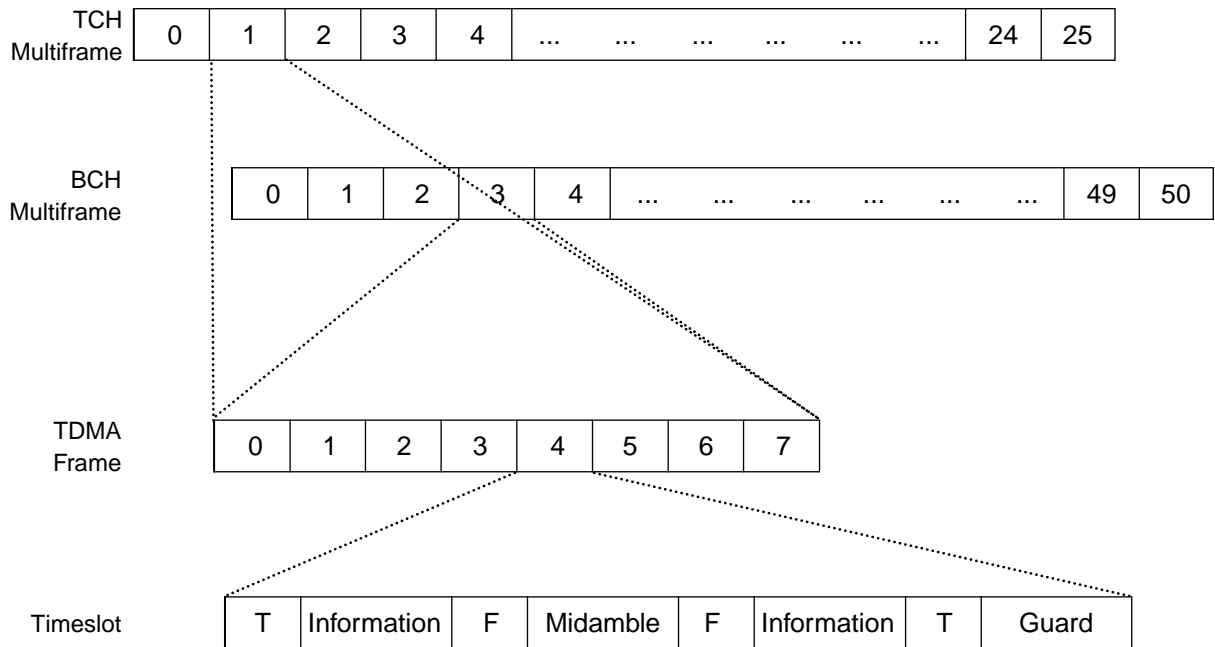 TCH
Multiframe
0 1 2 3 4 ... ... ... ... ... ... 24 25
BCH
Multiframe
0 1 2 3 4 ... ... ... ... ... ... 49 50
TDMA
Frame
0 1 2 3 4 5 6 7
Timeslot
T Information F Midamble F Information T Guard